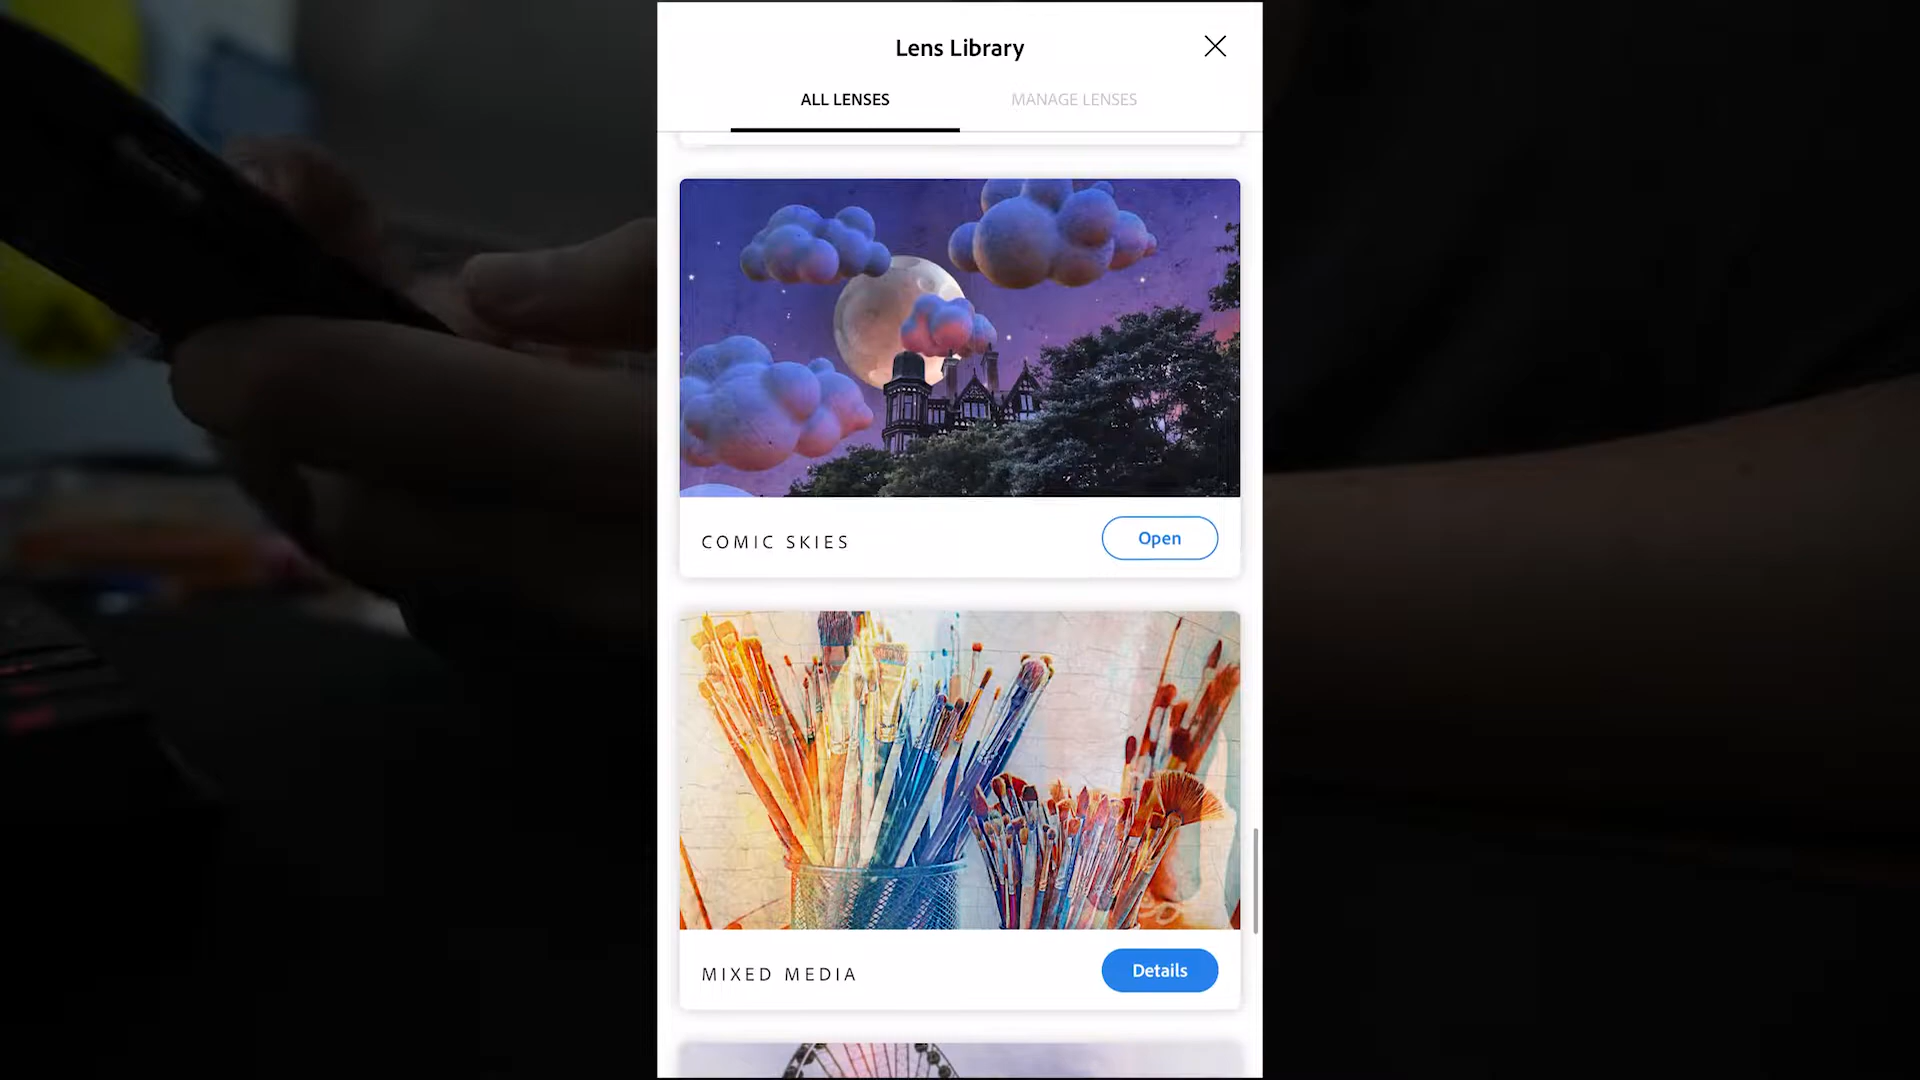 Lens Library
ALL LENSES
MANAGE LENSES
COMIC SKIES
Open
MIXED MEDIA
Details